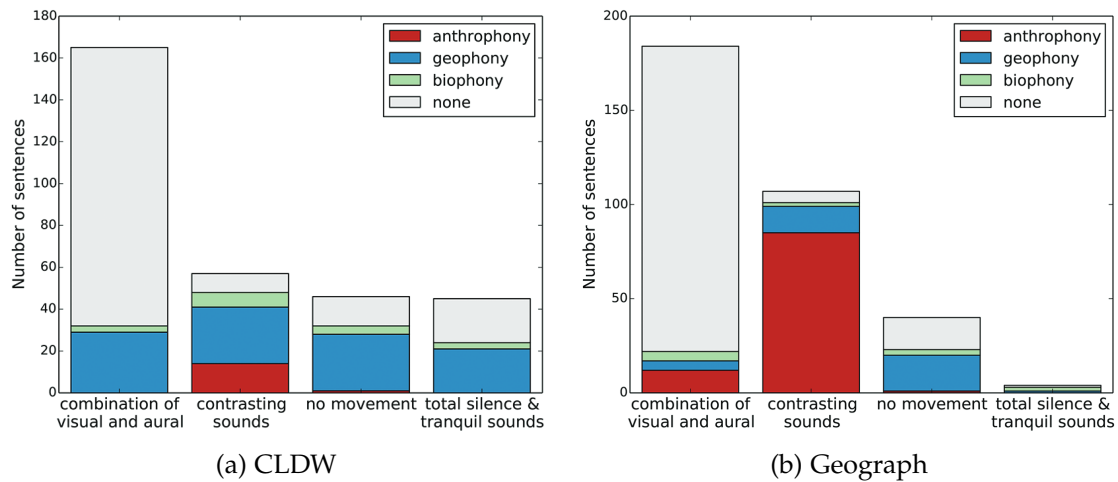 180
160
140
120
100
80
60
40
20
0
Number of sentences
anthrophony
geophony
biophony
none
combination of
visual and aural
contrasting
sounds
no movement
total silence &
tranquil sounds
(a) CLDW
200
150
100
50
0
Number of sentences
anthrophony
geophony
biophony
none
combination of
visual and aural
contrasting
sounds
no movement
total silence &
tranquil sounds
(b) Geograph